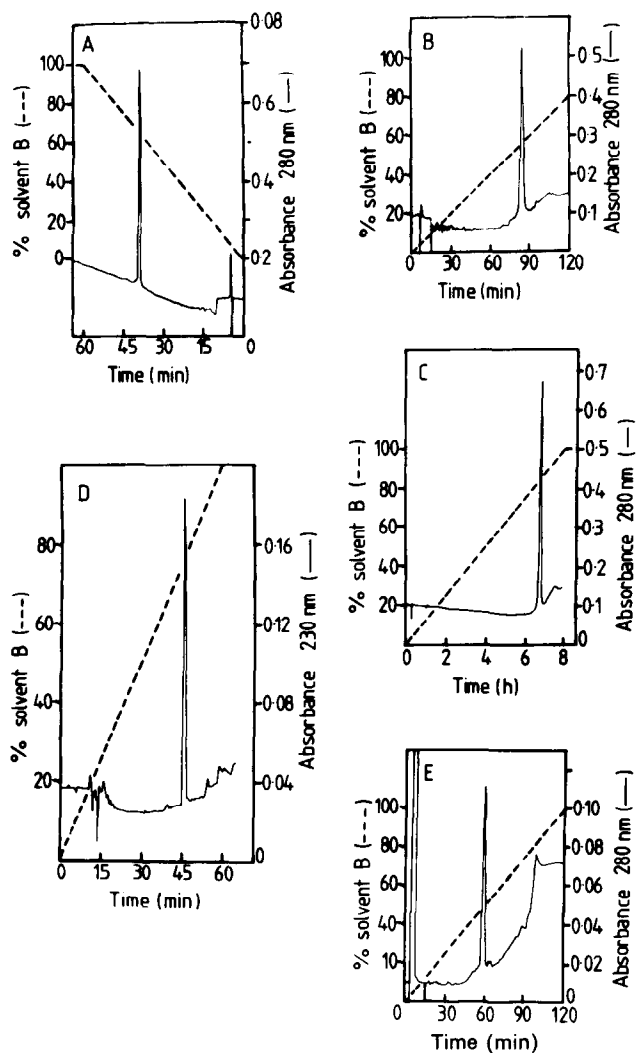 A
% solvent B (---)
100
80
60
40
20
0
0·08
0·6
0·4
0·2
Absorbance 280 nm (—)
60 45 30 15 0
Time (min)
B
% solvent B (---)
100
80
60
40
20
0
0·5
0·4
0·3
0·2
0·1
0
Absorbance 280 nm (—)
0 30 60 90 120
Time (min)
C
% solvent B (---)
100
80
60
40
20
0·7
0·6
0·5
0·4
0·3
0·2
0·1
0
Absorbance 280 nm (—)
0 2 4 6 8
Time (h)
D
% solvent B (---)
80
60
40
20
0·16
0·12
0·08
0·04
0
Absorbance 230 nm (—)
0 15 30 45 60
Time (min)
E
% solvent B (---)
100
80
60
40
10
0·10
0·08
0·06
0·04
0·02
0
Absorbance 280 nm (—)
0 30 60 90 120
Time (min)